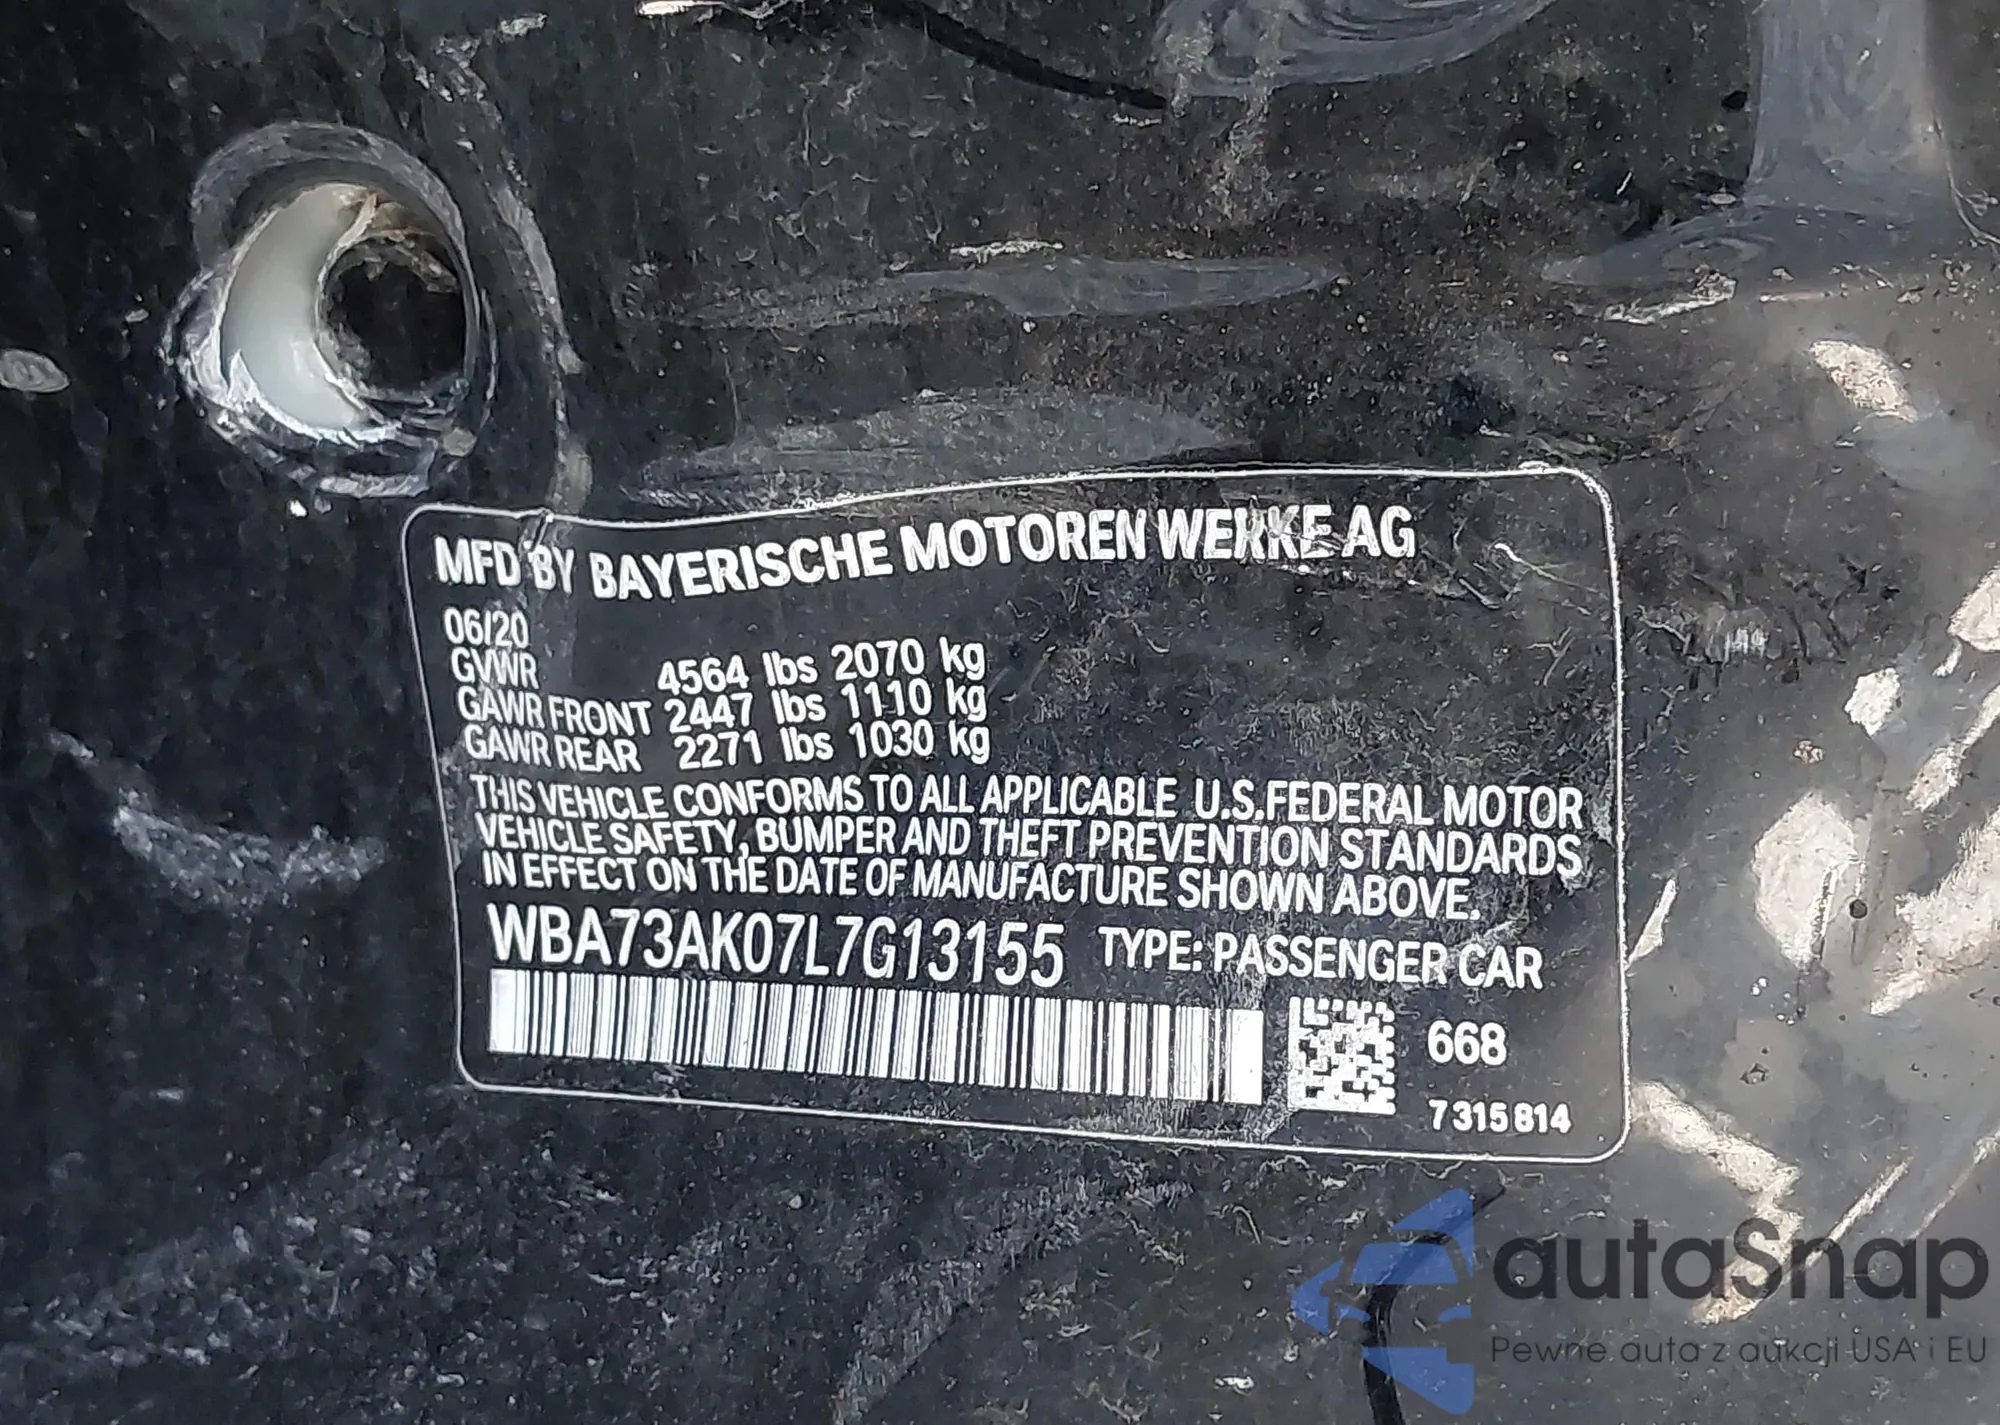 MFD BY BAYERISCHE MOTOREN WERKE AG
06/20
GVWR 4564 lbs 2070 kg
GAWR FRONT 2447 lbs 1110 kg
GAWR REAR 2271 lbs 1030 kg
THIS VEHICLE CONFORMS TO ALL APPLICABLE U.S.FEDERAL MOTOR
VEHICLE SAFETY, BUMPER AND THEFT PREVENTION STANDARDS
IN EFFECT ON THE DATE OF MANUFACTURE SHOWN ABOVE.
WBA73AK07L7G13155 TYPE: PASSENGER CAR
668
7315814
autaSnap
Pewne auta z aukcji USA i EU